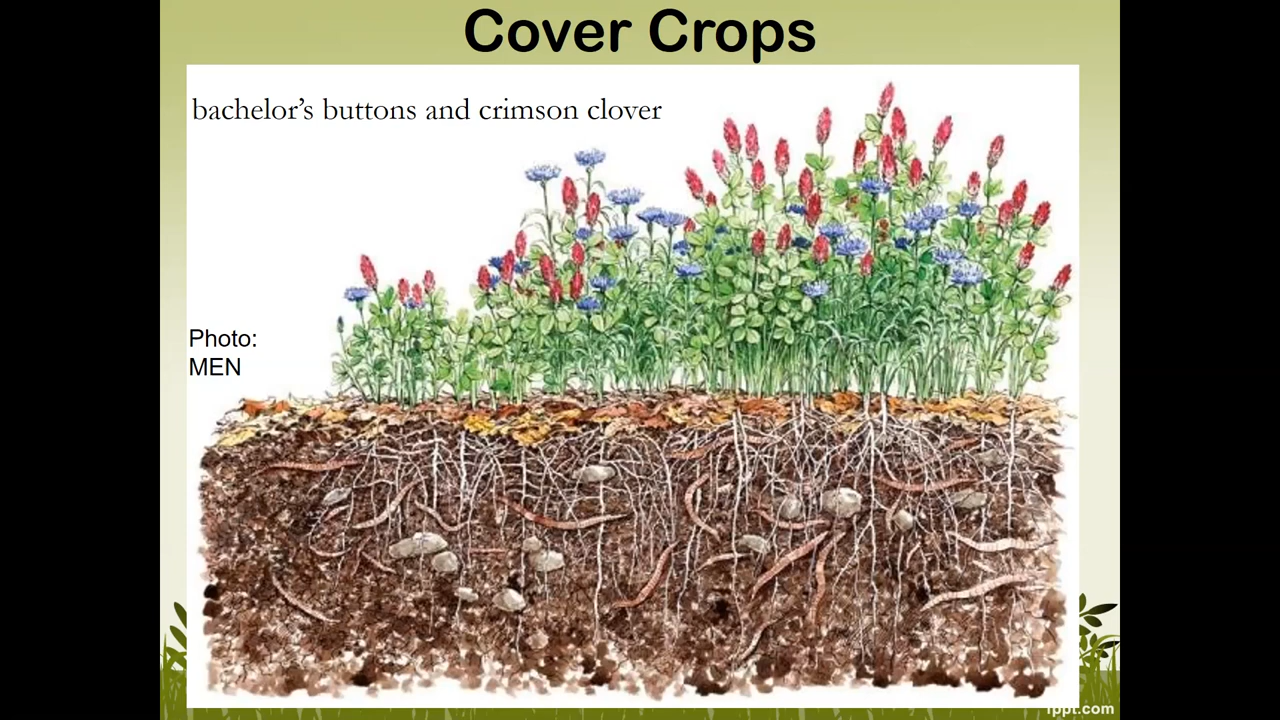 Cover Crops
bachelor’s buttons and crimson clover
Photo:
MEN
fppt.com